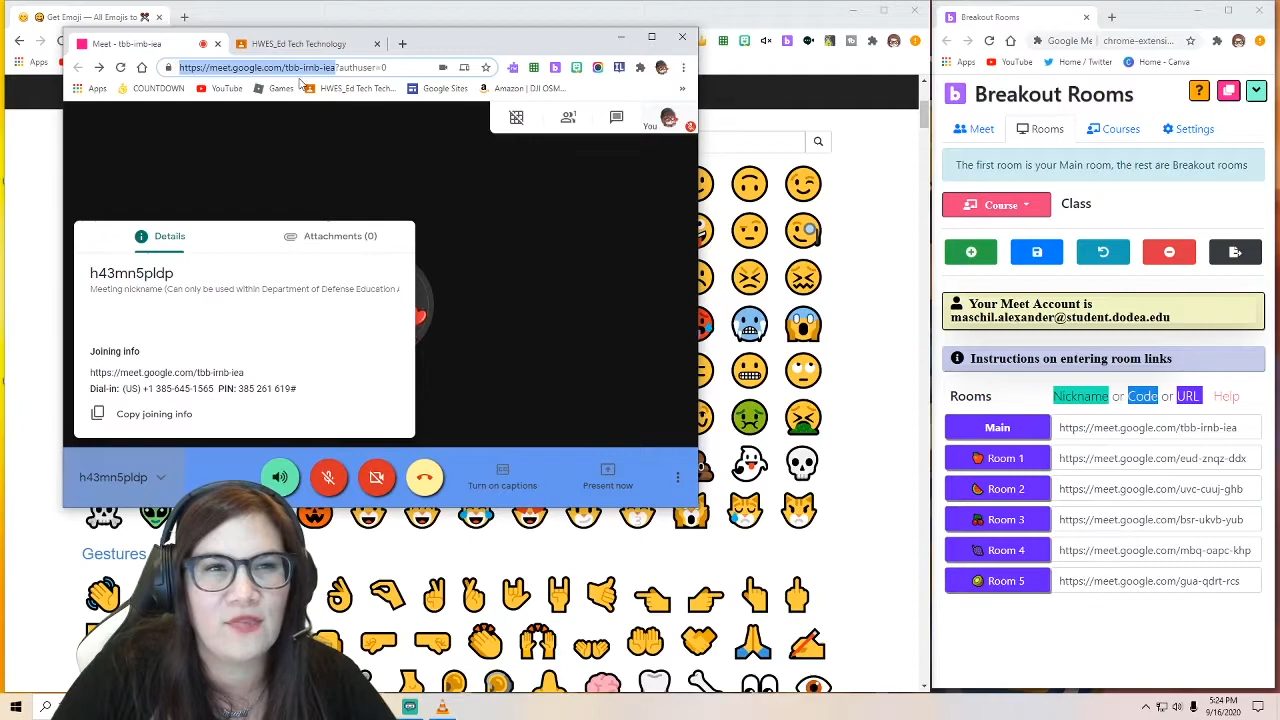 Get Emoji — All Emojis to
Meet - tbb-irnb-iea
HWES_Ed Tech Technology
https://meet.google.com/tbb-irnb-iea?authuser=0
Apps
COUNTDOWN
YouTube
Games
HWES_Ed Tech Tech...
Google Sites
Amazon | DJI OSM...
Apps
1
You
Details
Attachments (0)
h43mn5pldp
Meeting nickname (Can only be used within Department of Defense Education A
Joining info
https://meet.google.com/tbb-irnb-iea
Dial-in: (US) +1 385-645-1565 PIN: 385 261 619#
Copy joining info
h43mn5pldp
Turn on captions
Present now
Gestures
Breakout Rooms
Google Me
chrome-exten...
Apps
YouTube
Home / Twitter
Home - Canva
b Breakout Rooms
Meet
Rooms
Courses
Settings
The first room is your Main room, the rest are Breakout rooms
Course
Class
Your Meet Account is
maschil.alexander@student.dodea.edu
Instructions on entering room links
Rooms
Nickname or Code or URL Help
Main https://meet.google.com/tbb-irnb-iea
Room 1 https://meet.google.com/eud-znqz-ddx
Room 2 https://meet.google.com/uvc-cuuj-ghb
Room 3 https://meet.google.com/bsr-ukvb-yub
Room 4 https://meet.google.com/mbq-oapc-khp
Room 5 https://meet.google.com/gua-qdrt-rcs
5:24 PM
9/16/2020